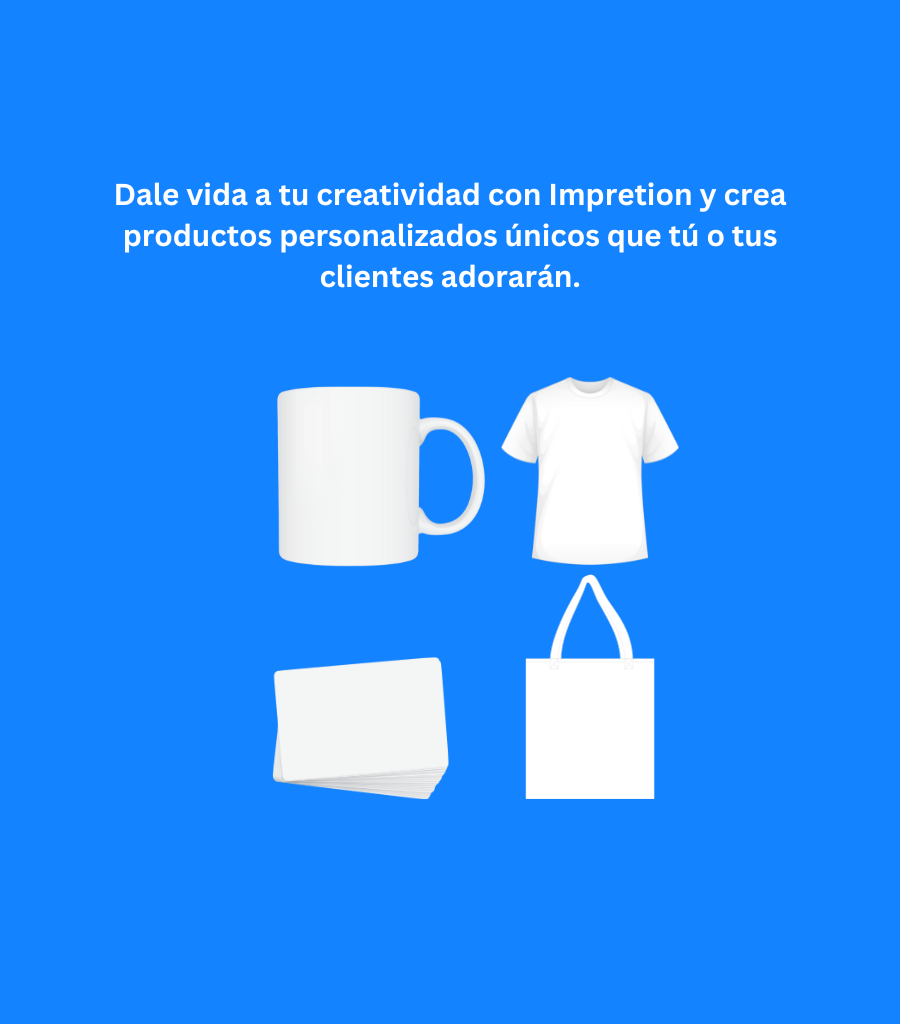 Dale vida a tu creatividad con Impretion y crea
productos personalizados únicos que tú o tus
clientes adorarán.